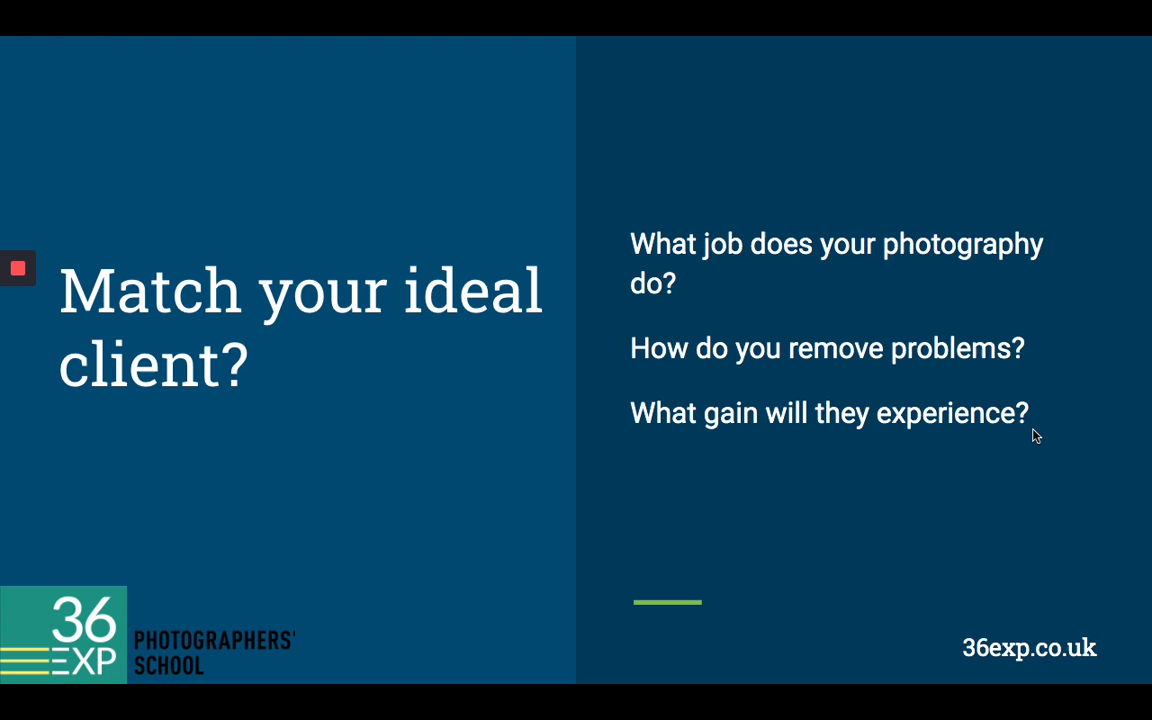 Match your ideal
client?
What job does your photography
do?
How do you remove problems?
What gain will they experience?
36
EXP
PHOTOGRAPHERS'
SCHOOL
36exp.co.uk